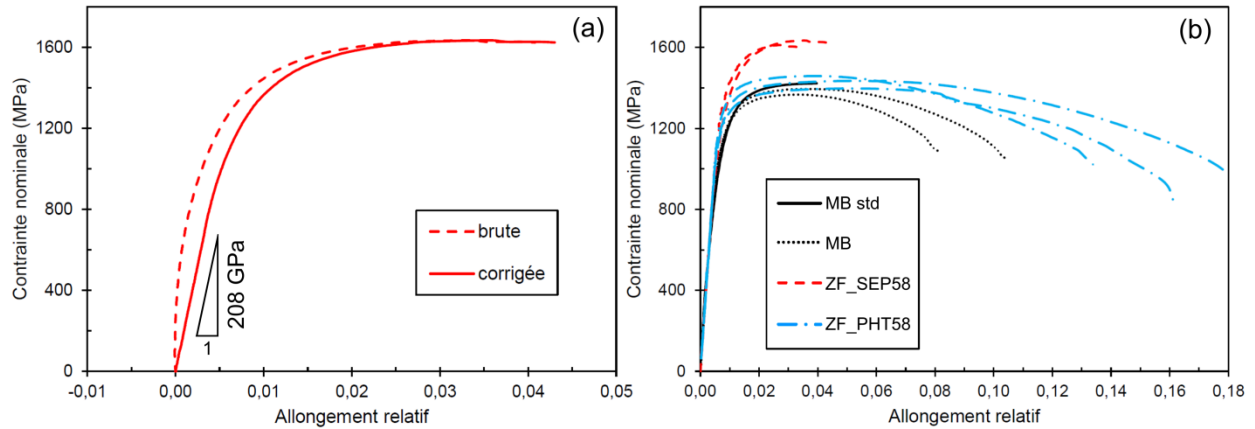 (a)
Contrainte nominale (MPa)
1600
1200
800
400
0
-0,01
0,00
0,01
0,02
0,03
0,04
0,05
Allongement relatif
208 GPa
1
brute
corrigée
(b)
Contrainte nominale (MPa)
1600
1200
800
400
0
0,00
0,02
0,04
0,06
0,08
0,10
0,12
0,14
0,16
0,18
Allongement relatif
MB std
MB
ZF_SEP58
ZF_PHT58